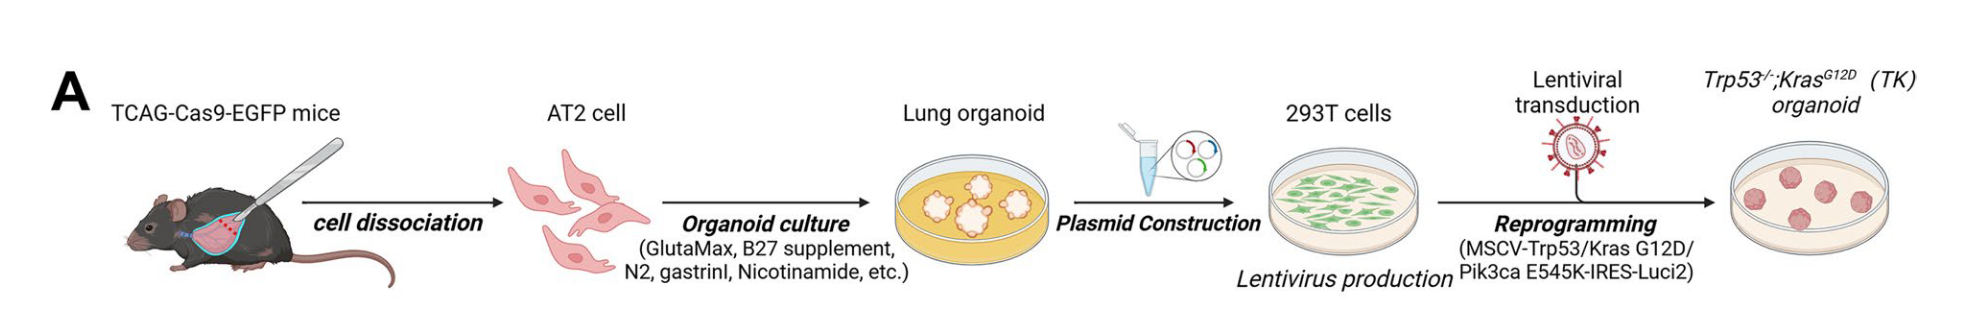 A
TCAG-Cas9-EGFP mice
cell dissociation
AT2 cell
Organoid culture
(GlutaMax, B27 supplement,
N2, gastrinI, Nicotinamide, etc.)
Lung organoid
Plasmid Construction
293T cells
Lentivirus production
Lentiviral
transduction
Reprogramming
(MSCV-Trp53/Kras G12D/
Pik3ca E545K-IRES-Luci2)
Trp53-/-;KrasG12D (TK)
organoid